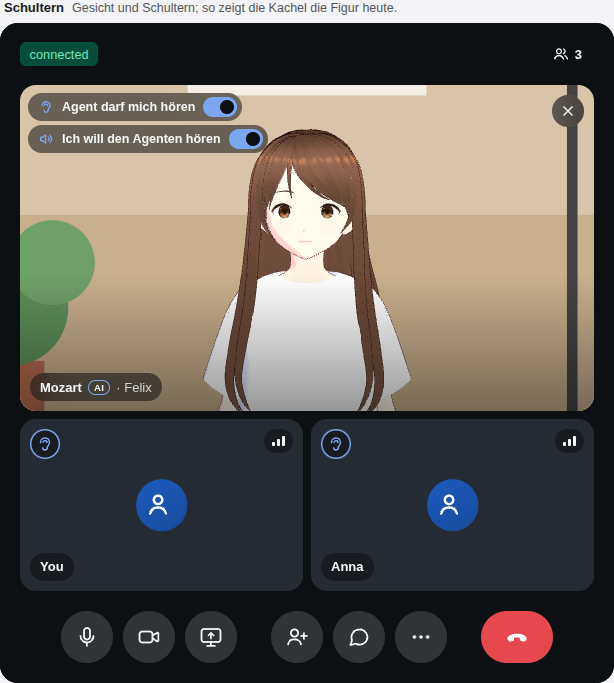 Schultern Gesicht und Schultern; so zeigt die Kachel die Figur heute.
connected
3
Agent darf mich hören
Ich will den Agenten hören
Mozart AI · Felix
You
Anna